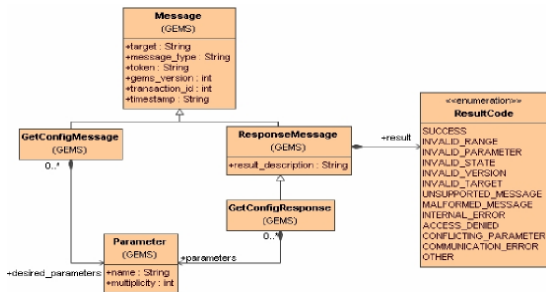 Message
(GEMS)
+target : String
+message_type : String
+token : String
+gems_version : int
+transaction_id : int
+timestamp : String
GetConfigMessage
(GEMS)
0..*
ResponseMessage
(GEMS)
+result_description : String
+result
<<enumeration>>
ResultCode
SUCCESS
INVALID_RANGE
INVALID_PARAMETER
INVALID_STATE
INVALID_VERSION
INVALID_TARGET
UNSUPPORTED_MESSAGE
MALFORMED_MESSAGE
INTERNAL_ERROR
ACCESS_DENIED
CONFLICTING_PARAMETER
COMMUNICATION_ERROR
OTHER
GetConfigResponse
(GEMS)
0..*
Parameter
(GEMS)
+name : String
+multiplicity : int
+desired_parameters
+parameters